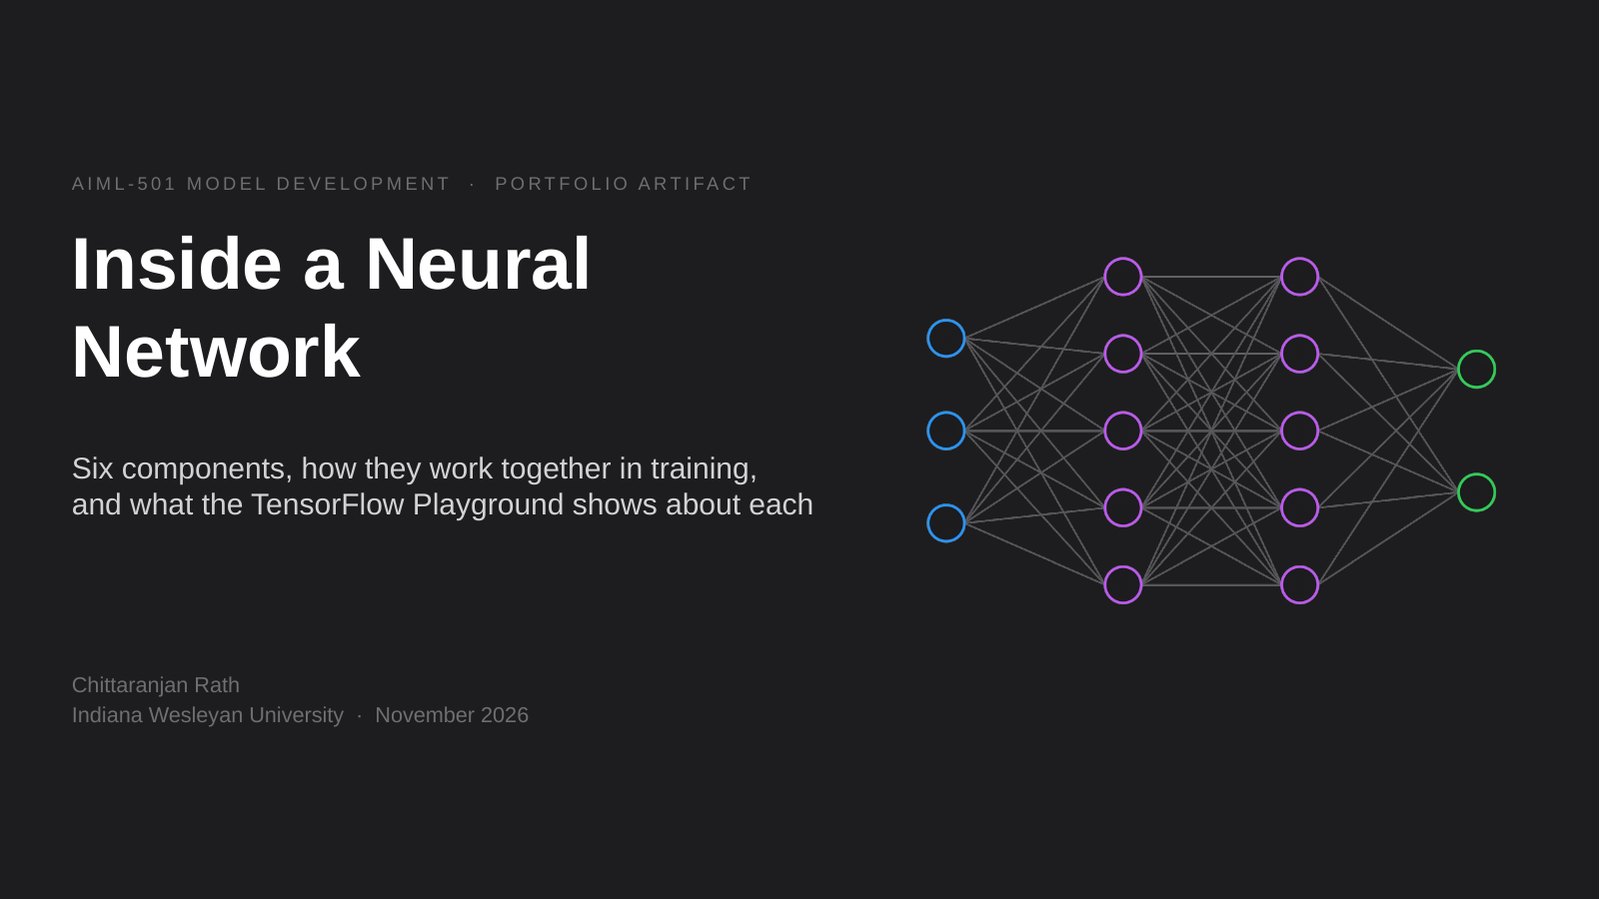 AIML-501 MODEL DEVELOPMENT · PORTFOLIO ARTIFACT
Inside a Neural
Network
Six components, how they work together in training,
and what the TensorFlow Playground shows about each
Chittaranjan Rath
Indiana Wesleyan University · November 2026